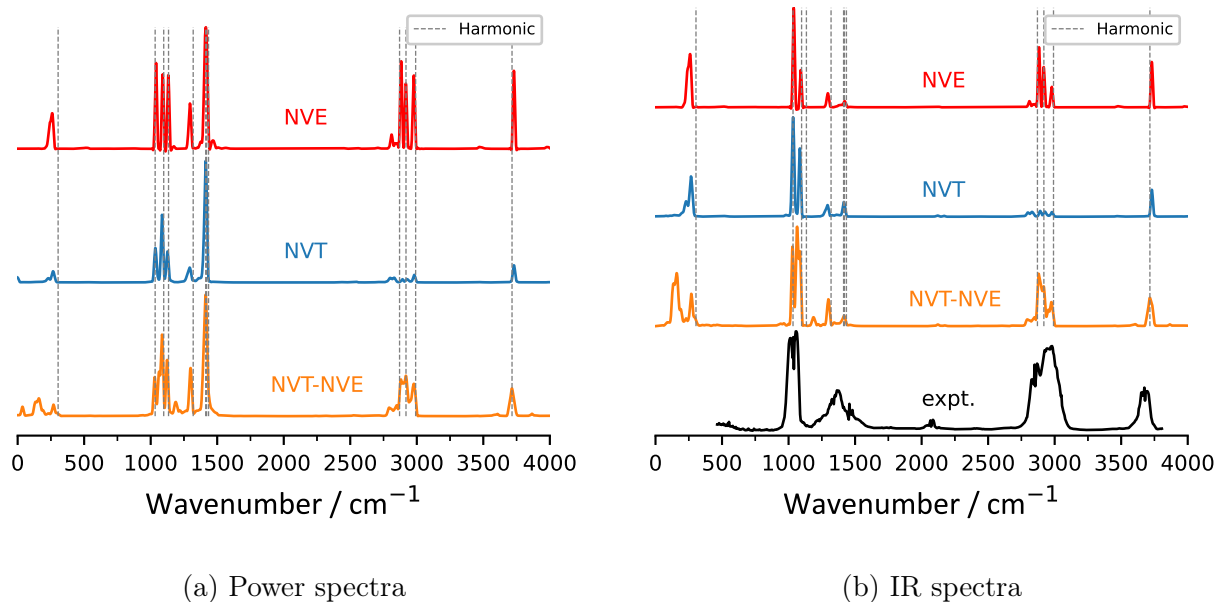 Harmonic
NVE
NVT
NVT-NVE
0 500 1000 1500 2000 2500 3000 3500 4000
Wavenumber / cm⁻¹
(a) Power spectra
Harmonic
NVE
NVT
NVT-NVE
expt.
0 500 1000 1500 2000 2500 3000 3500 4000
Wavenumber / cm⁻¹
(b) IR spectra